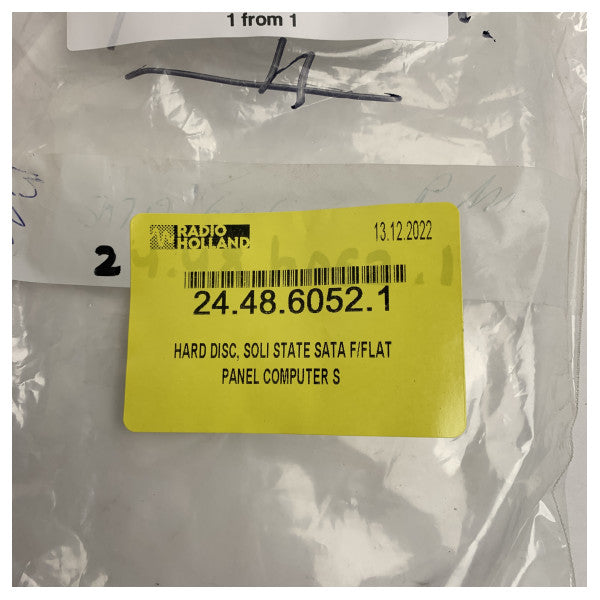 1 from 1
RADIO
HOLLAND
13.12.2022
24.48.6052.1
HARD DISC, SOLI STATE SATA F/FLAT
PANEL COMPUTER S
2